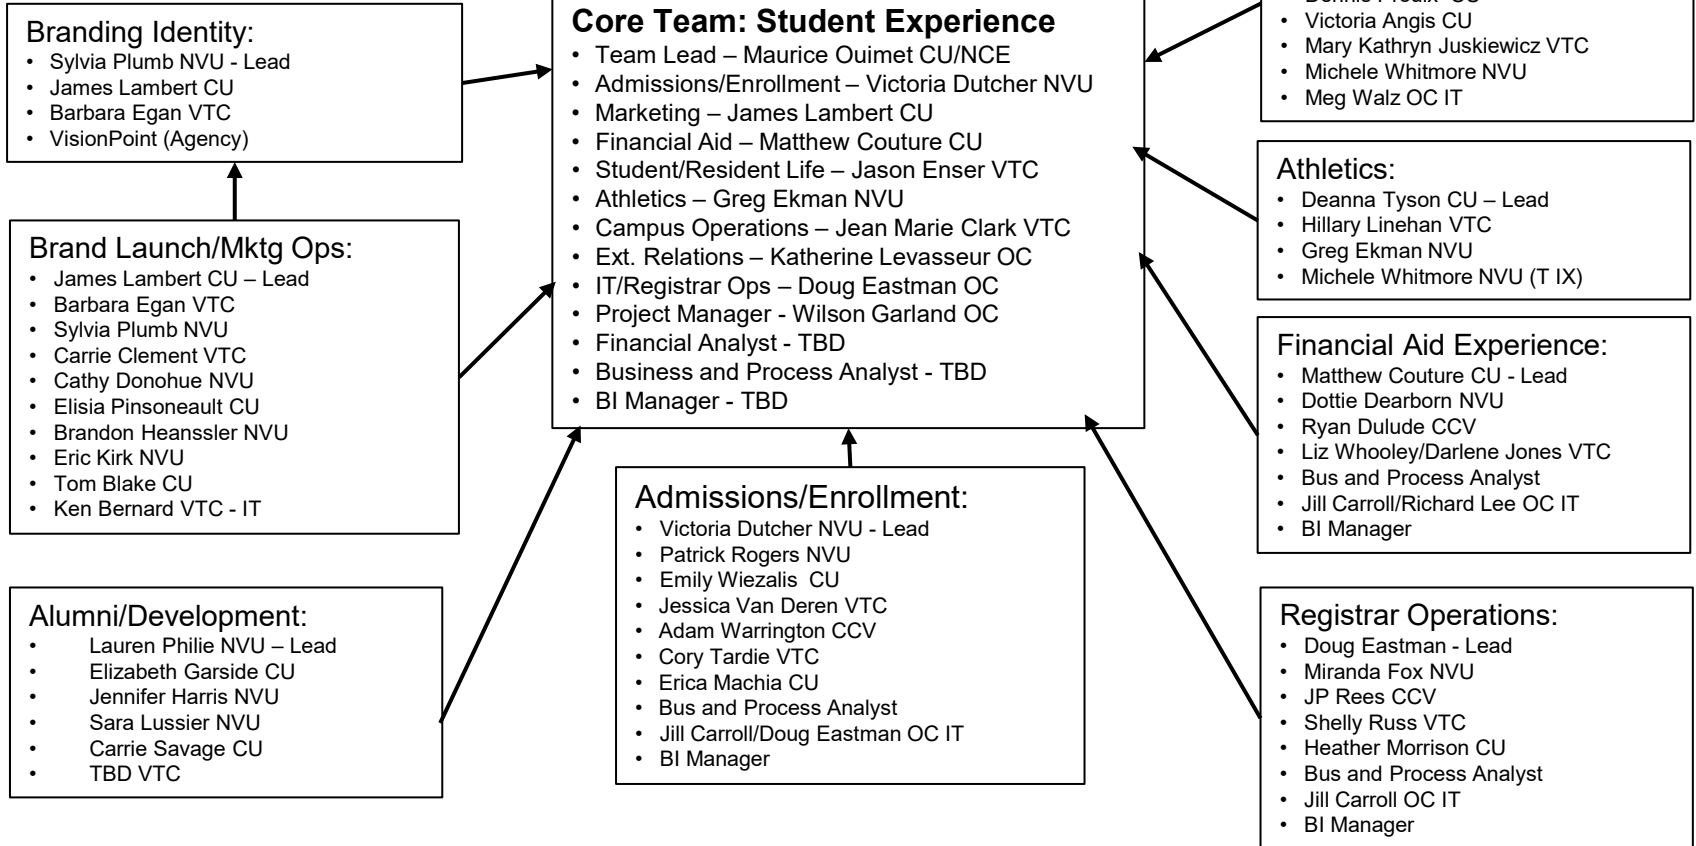 Branding Identity:
• Sylvia Plumb NVU - Lead
• James Lambert CU
• Barbara Egan VTC
• VisionPoint (Agency)
Brand Launch/Mktg Ops:
• James Lambert CU – Lead
• Barbara Egan VTC
• Sylvia Plumb NVU
• Carrie Clement VTC
• Cathy Donohue NVU
• Elisia Pinsoneault CU
• Brandon Heanssler NVU
• Eric Kirk NVU
• Tom Blake CU
• Ken Bernard VTC - IT
Alumni/Development:
• Lauren Philie NVU – Lead
• Elizabeth Garside CU
• Jennifer Harris NVU
• Sara Lussier NVU
• Carrie Savage CU
• TBD VTC
Core Team: Student Experience
• Team Lead – Maurice Ouimet CU/NCE
• Admissions/Enrollment – Victoria Dutcher NVU
• Marketing – James Lambert CU
• Financial Aid – Matthew Couture CU
• Student/Resident Life – Jason Enser VTC
• Athletics – Greg Ekman NVU
• Campus Operations – Jean Marie Clark VTC
• Ext. Relations – Katherine Levasseur OC
• IT/Registrar Ops – Doug Eastman OC
• Project Manager - Wilson Garland OC
• Financial Analyst - TBD
• Business and Process Analyst - TBD
• BI Manager - TBD
Admissions/Enrollment:
• Victoria Dutcher NVU - Lead
• Patrick Rogers NVU
• Emily Wiezalis  CU
• Jessica Van Deren VTC
• Adam Warrington CCV
• Cory Tardie VTC
• Erica Machia CU
• Bus and Process Analyst
• Jill Carroll/Doug Eastman OC IT
• BI Manager
• Victoria Angis CU
• Mary Kathryn Juskiewicz VTC
• Michele Whitmore NVU
• Meg Walz OC IT
Athletics:
• Deanna Tyson CU – Lead
• Hillary Linehan VTC
• Greg Ekman NVU
• Michele Whitmore NVU (T IX)
Financial Aid Experience:
• Matthew Couture CU - Lead
• Dottie Dearborn NVU
• Ryan Dulude CCV
• Liz Whooley/Darlene Jones VTC
• Bus and Process Analyst
• Jill Carroll/Richard Lee OC IT
• BI Manager
Registrar Operations:
• Doug Eastman - Lead
• Miranda Fox NVU
• JP Rees CCV
• Shelly Russ VTC
• Heather Morrison CU
• Bus and Process Analyst
• Jill Carroll OC IT
• BI Manager